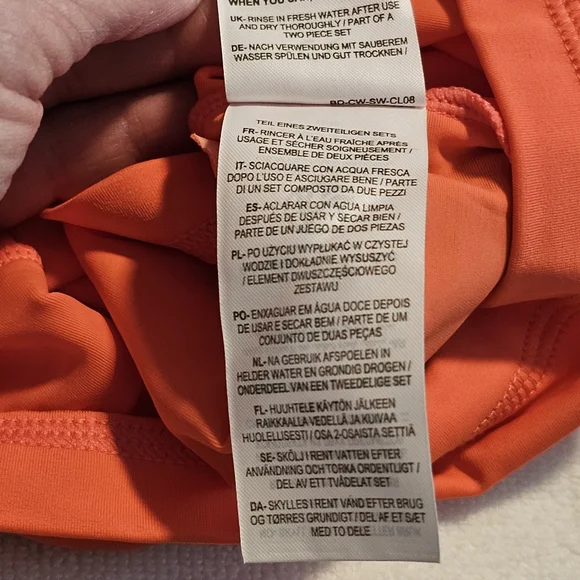 WHEN YOU CAN
UK- RINSE IN FRESH WATER AFTER USE
AND DRY THOROUGHLY / PART OF A
TWO PIECE SET
DE- NACH VERWENDUNG MIT SAUBEREM
WASSER SPÜLEN UND GUT TROCKNEN /
BD-CW-SW-CL08
TEIL EINES ZWEITEILIGEN SETS
FR- RINCER À L'EAU FRAÎCHE APRÈS
USAGE ET SÉCHER SOIGNEUSEMENT /
ENSEMBLE DE DEUX PIÈCES
IT- SCIACQUARE CON ACQUA FRESCA
DOPO L'USO E ASCIUGARE BENE / PARTE
DI UN SET COMPOSTO DA DUE PEZZI
ES- ACLARAR CON AGUA LIMPIA
DESPUÉS DE USAR Y SECAR BIEN /
PARTE DE UN JUEGO DE DOS PIEZAS
PL- PO UŻYCIU WYPŁUKAĆ W CZYSTEJ
WODZIE I DOKŁADNIE WYSUSZYĆ
/ ELEMENT DWUSZCZĘŚCIOWEGO
ZESTAWU
PO- ENXAGUAR EM ÁGUA DOCE DEPOIS
DE USAR E SECAR BEM / PARTE DE UM
CONJUNTO DE DUAS PEÇAS
NL- NA GEBRUIK AFSPOELEN IN
HELDER WATER EN GRONDIG DROGEN /
ONDERDEEL VAN EEN TWEDELIGE SET
FL- HUUHTELE KÄYTÖN JÄLKEEN
RAIKKAALLA VEDELLÄ JA KUIVAA
HUOLELLISESTI / OSA 2-OSAISTA SETTIÄ
SE- SKÖLJ I RENT VATTEN EFTER
ANVÄNDNING OCH TORKA ORDENTLIGT /
DEL AV ETT TVÅDELAT SET
DA- SKYLLES I RENT VAND EFTER BRUG
OG TØRRES GRUNDIGT / DEL AF ET SÆT
MED TO DELE